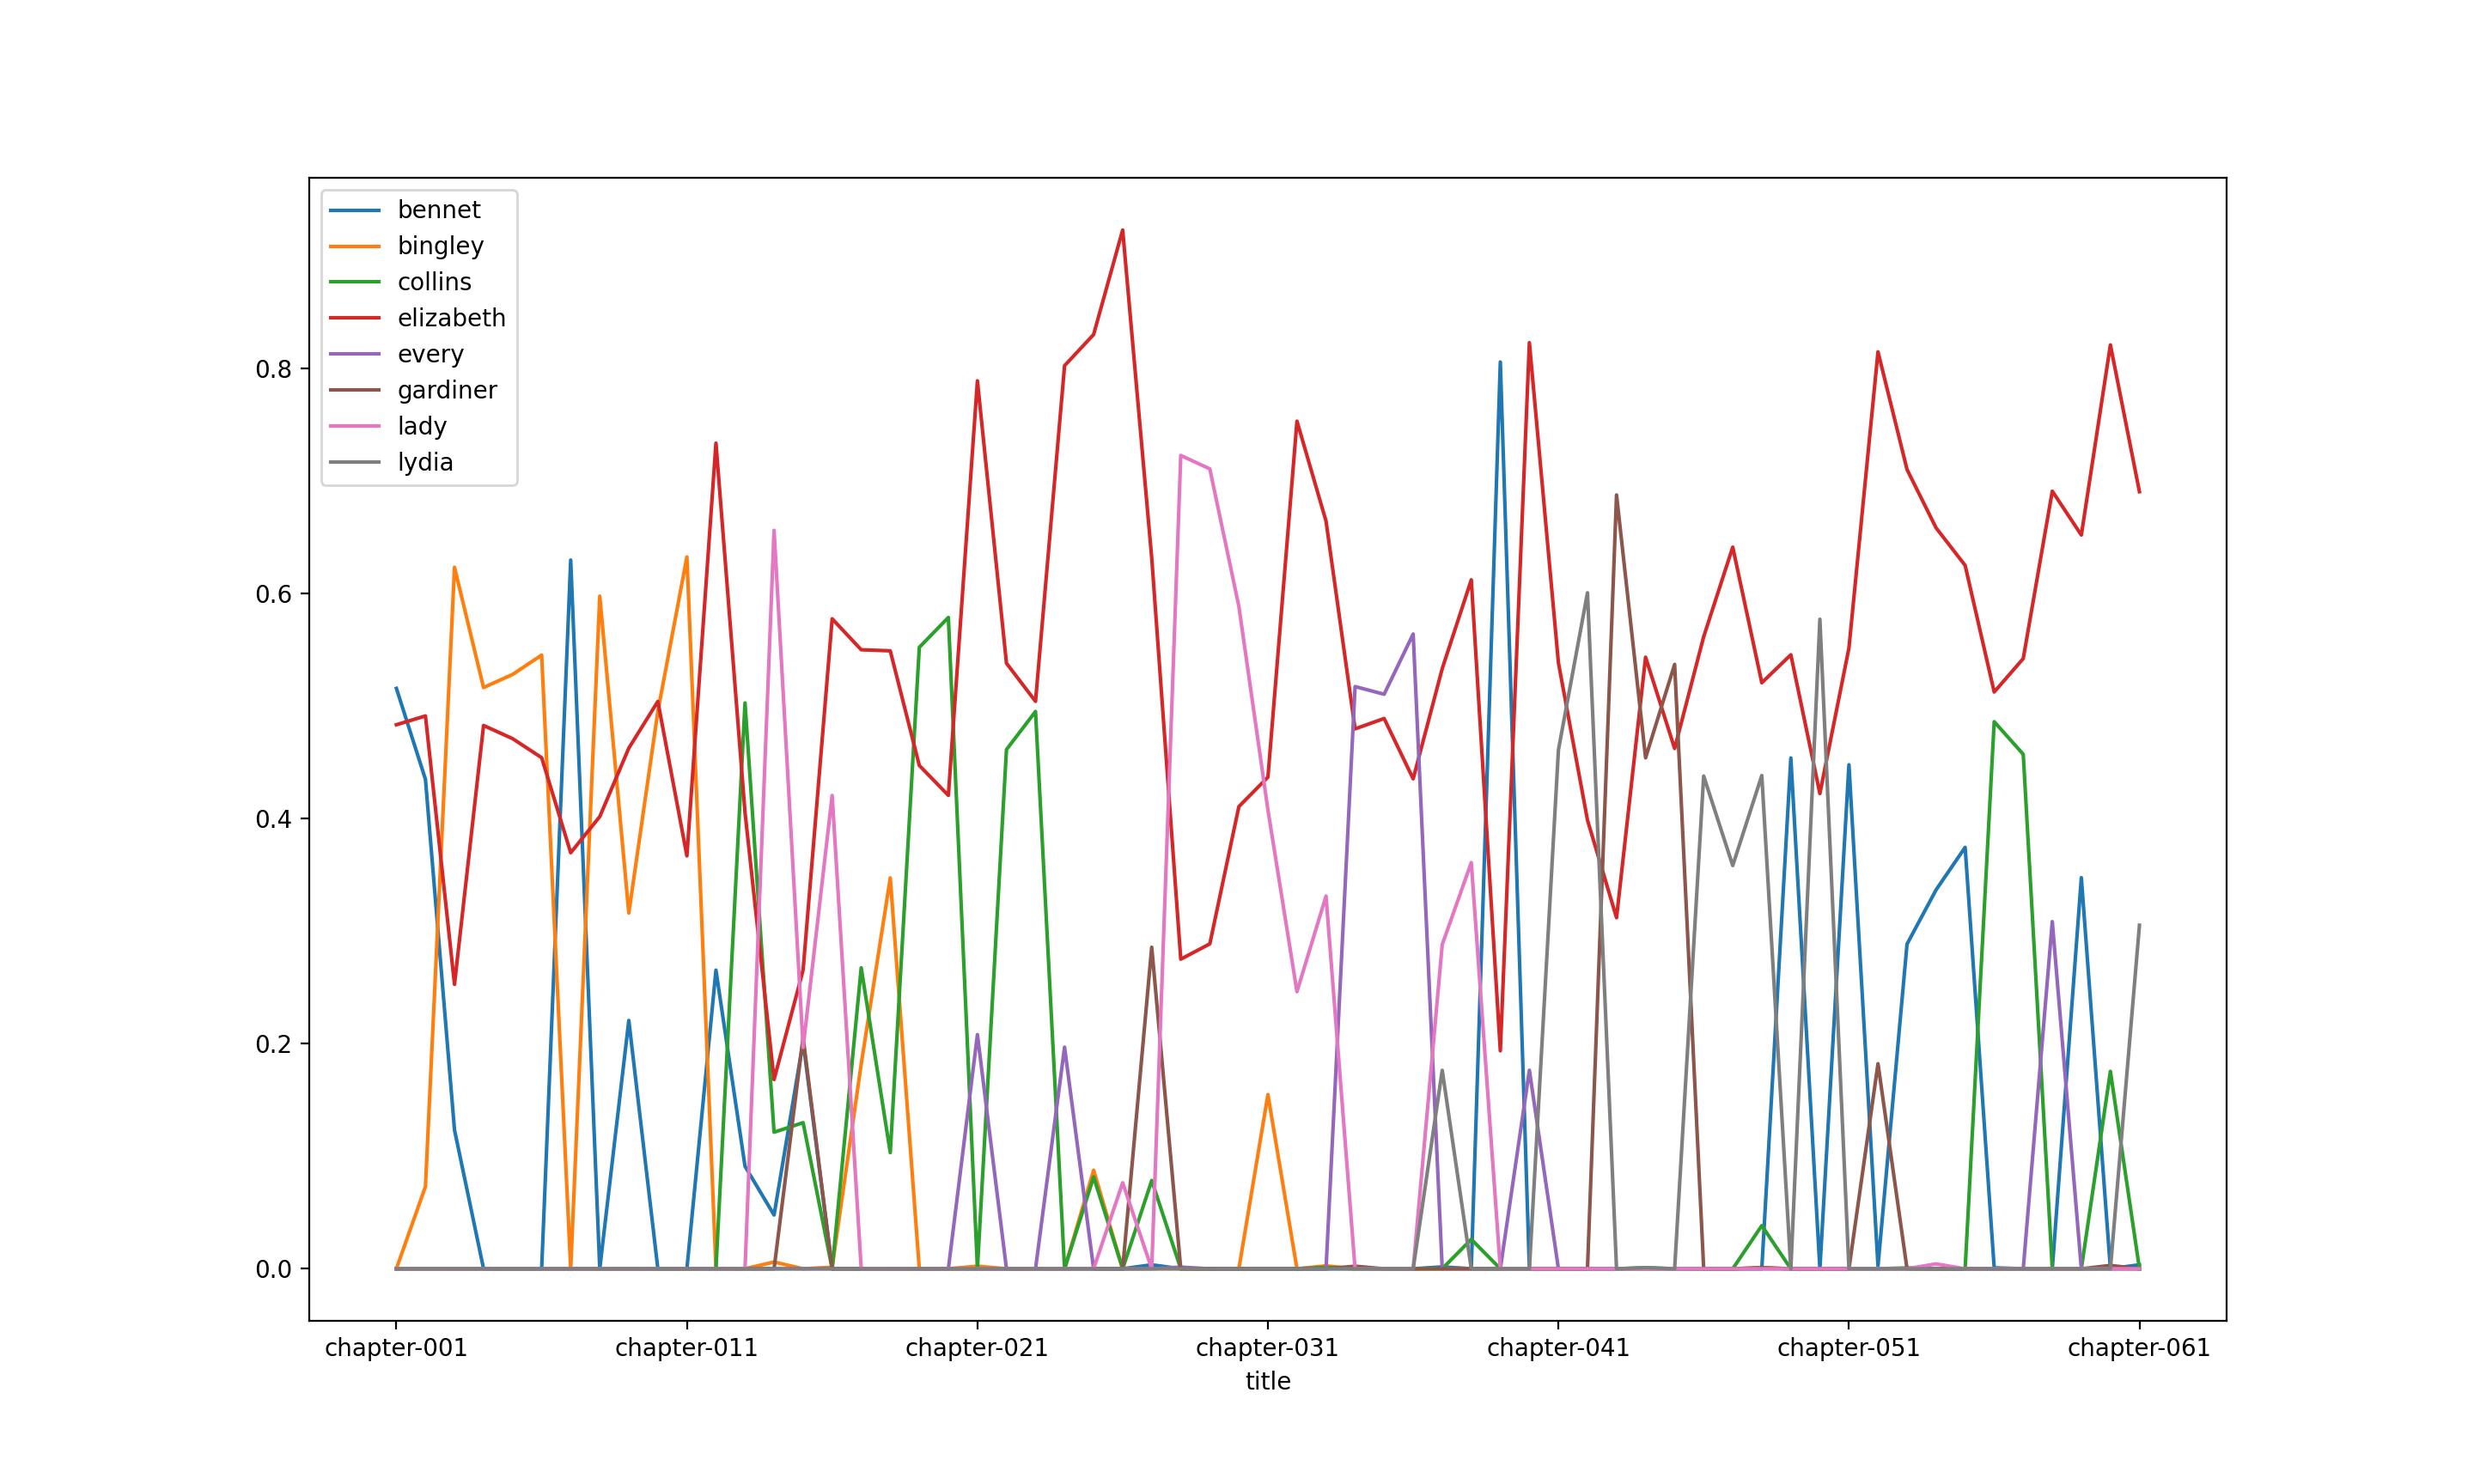 bennet
bingley
collins
elizabeth
every
gardiner
lady
lydia
0.8
0.6
0.4
0.2
0.0
chapter-001 chapter-011 chapter-021 chapter-031 chapter-041 chapter-051 chapter-061
title